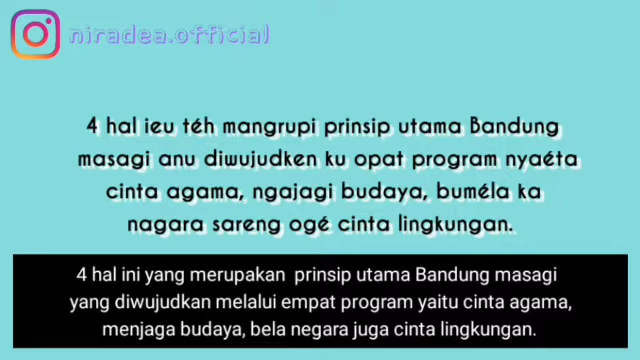 niradea.official
4 hal ieu téh mangrupi prinsip utama Bandung
masagi anu diwujudken ku opat program nyaéta
cinta agama, ngajagi budaya, buméla ka
nagara sareng ogé cinta lingkungan.
4 hal ini yang merupakan prinsip utama Bandung masagi
yang diwujudkan melalui empat program yaitu cinta agama,
menjaga budaya, bela negara juga cinta lingkungan.